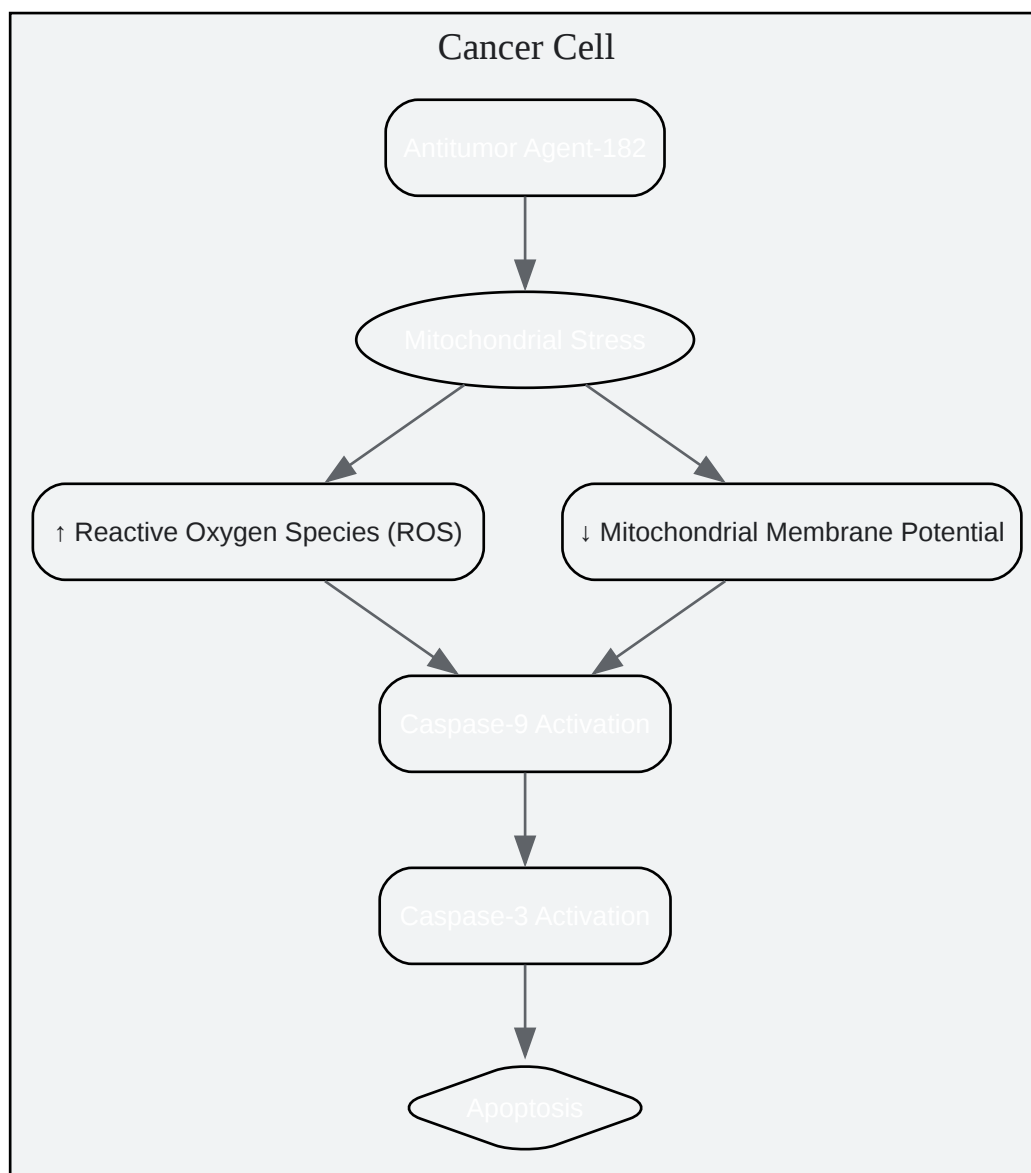 Cancer Cell
Antitumor Agent-182
Mitochondrial Stress
↑ Reactive Oxygen Species (ROS)
↓ Mitochondrial Membrane Potential
Caspase-9 Activation
Caspase-3 Activation
Apoptosis